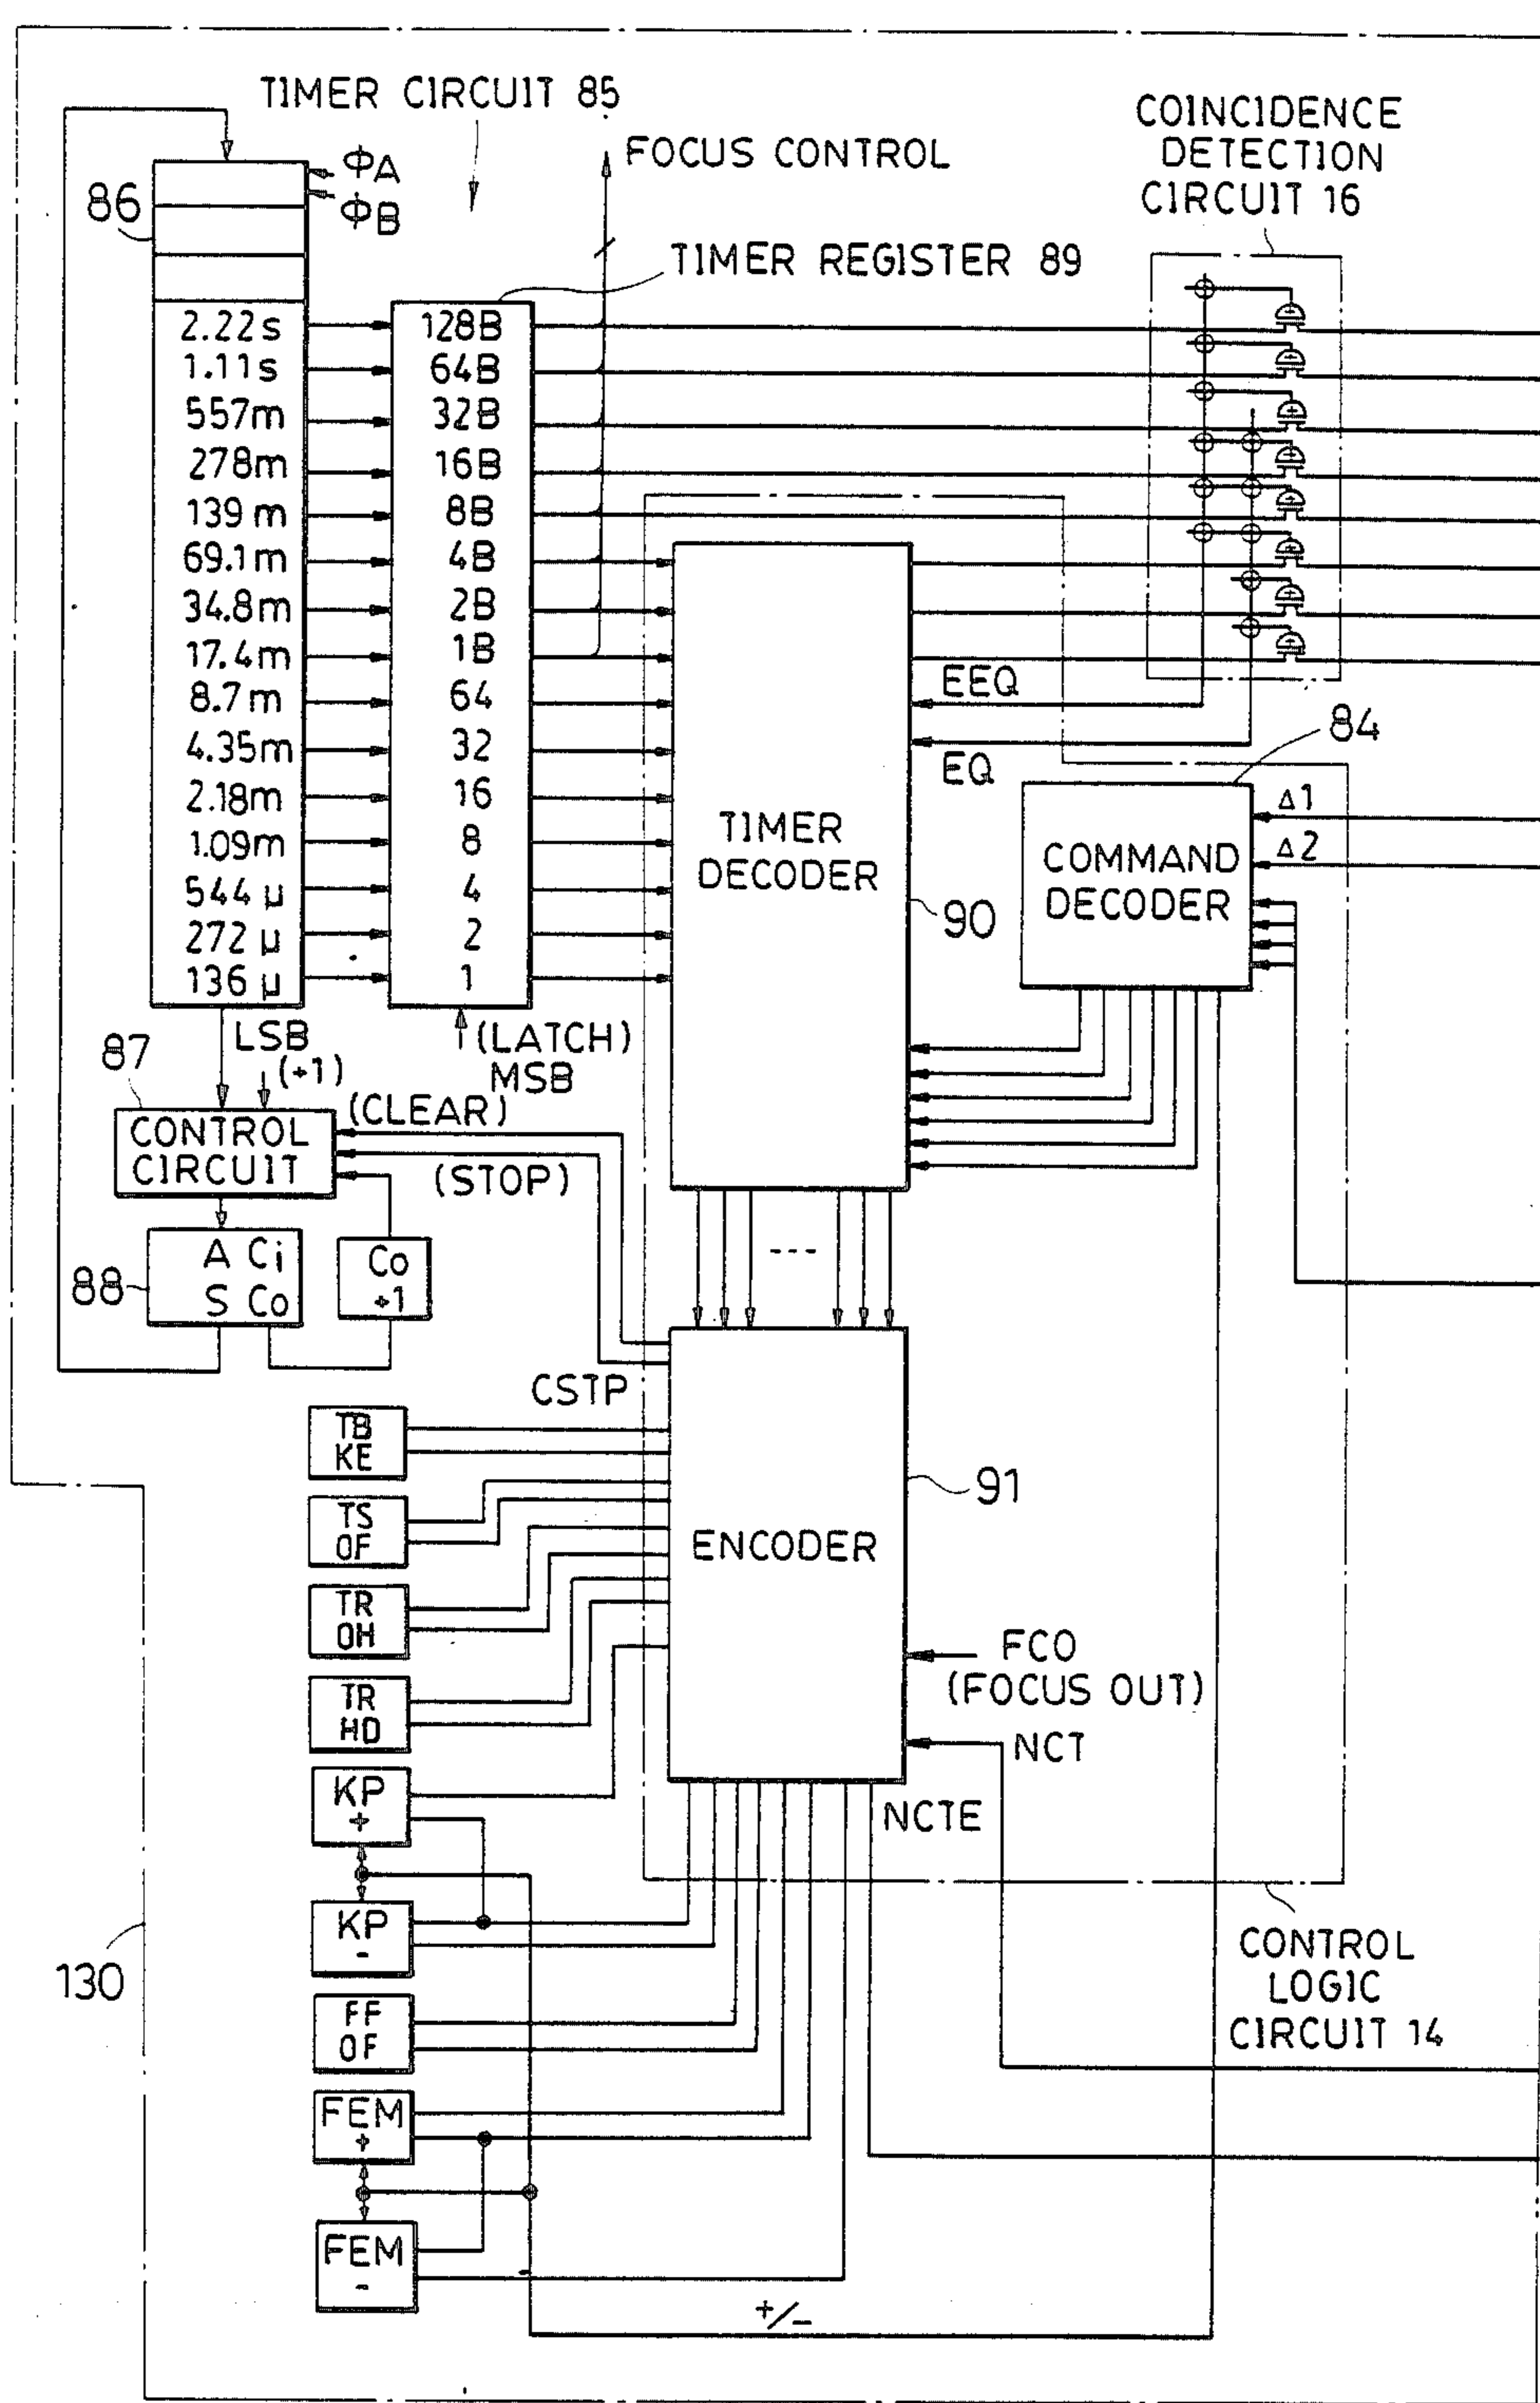 TIMER CIRCUIT 85
FOCUS CONTROL
COINCIDENCE
DETECTION
CIRCUIT 16
ΦA
ΦB
86
TIMER REGISTER 89
2.22s
1.11s
557m
278m
139m
69.1m
34.8m
17.4m
8.7m
4.35m
2.18m
1.09m
544 μ
272 μ
136 μ
128B
64B
32B
16B
8B
4B
2B
1B
64
32
16
8
4
2
1
TIMER
DECODER
90
EEQ
EQ
84
COMMAND
DECODER
Δ1
Δ2
LSB
(+1)
(LATCH)
MSB
87
CONTROL
CIRCUIT
(CLEAR)
(STOP)
88
A Ci
S Co
Co
+1
---
CSTP
TB
KE
TS
OF
TR
OH
TR
HD
KP
+
KP
-
FF
OF
FEM
+
FEM
-
ENCODER
91
FCO
(FOCUS OUT)
NCT
NCTE
CONTROL
LOGIC
CIRCUIT 14
130
+/-